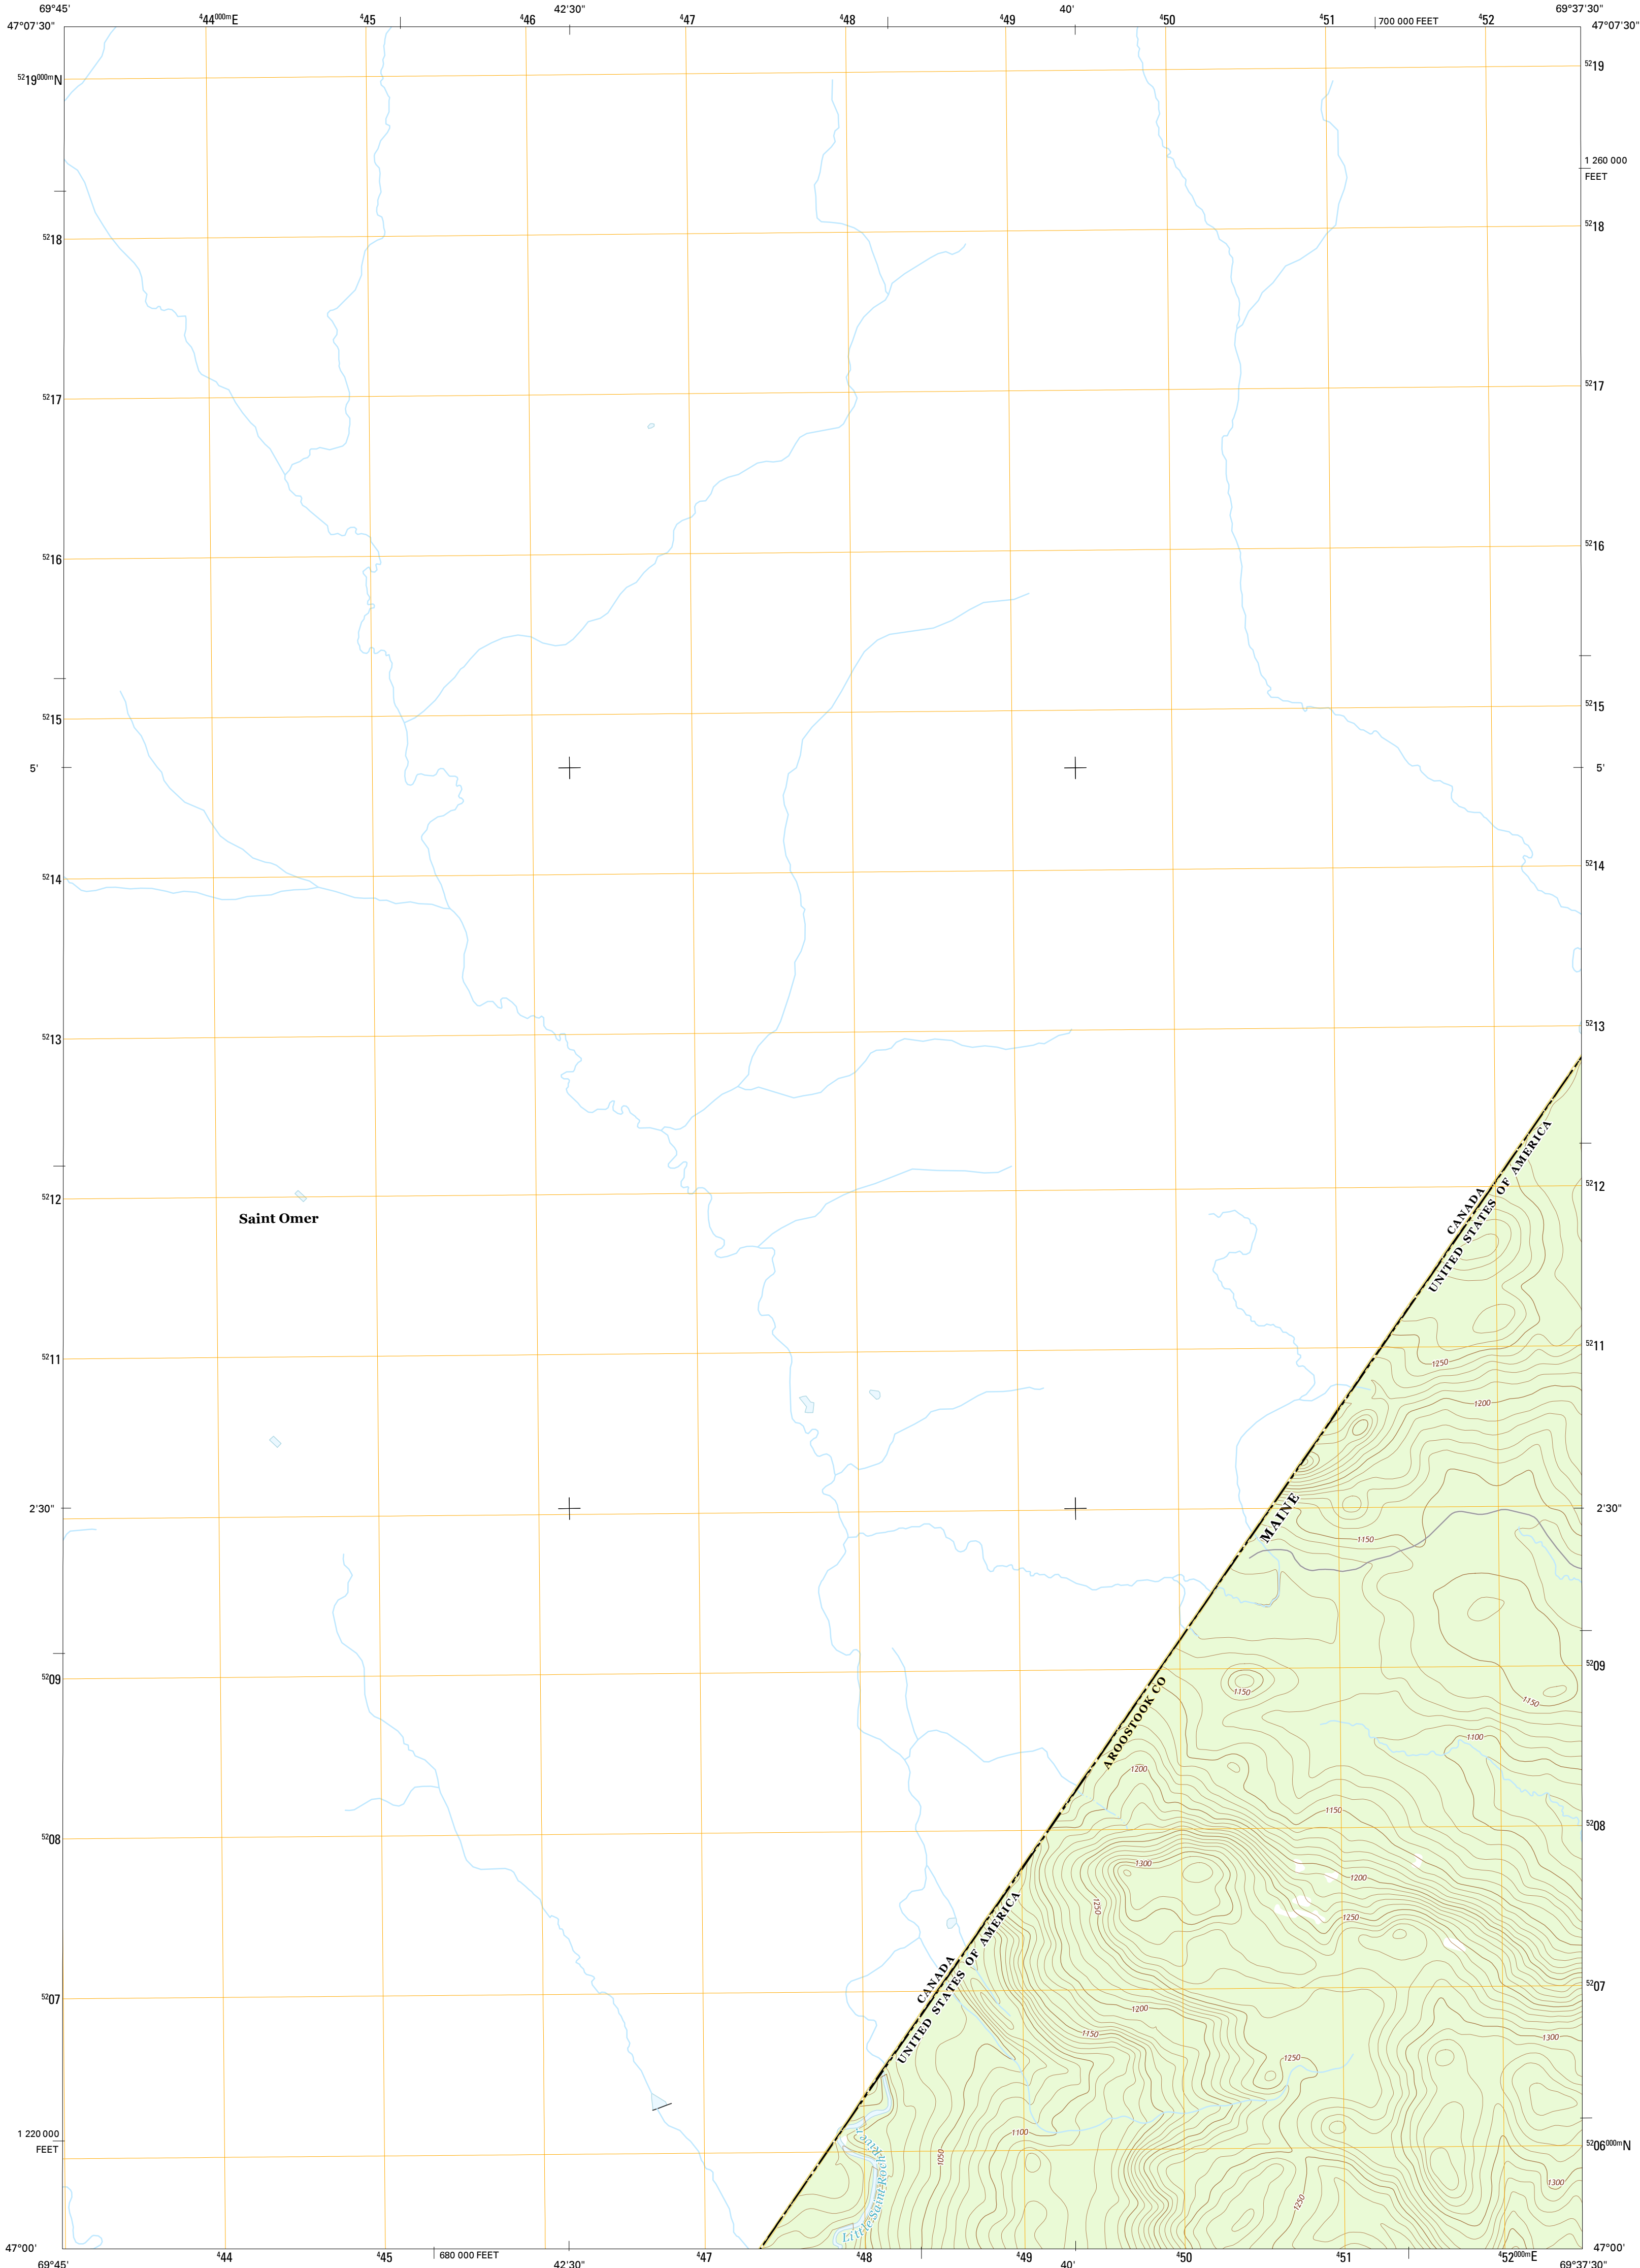 69°45' ⁴44⁰⁰⁰ᵐE ⁴45 ⁴46 42'30" ⁴47 ⁴48 ⁴49 40' ⁴50 ⁴51 700 000 FEET ⁴52 69°37'30"
47°07'30" 47°07'30"
⁵²19⁰⁰⁰ᵐN ⁵²19
1 260 000
FEET
⁵²18 ⁵²18
⁵²17 ⁵²17
⁵²16 ⁵²16
⁵²15 ⁵²15
5' 5'
⁵²14 ⁵²14
⁵²13 ⁵²13
CANADA
UNITED STATES OF AMERICA
⁵²12 ⁵²12
Saint Omer
⁵²11 ⁵²11
1250
1200
2'30" 2'30"
MAINE
1150
⁵²09 ⁵²09
1150
1150
AROOSTOOK CO
1100
1200
1150
⁵²08 ⁵²08
1300
1200
1250
1250
CANADA
UNITED STATES OF AMERICA
⁵²07 ⁵²07
1200
1150
1300
1250
1 220 000
FEET
1100
⁵²06⁰⁰⁰ᵐN
1050
Little Saint Roch River
1300
1250
47°00' 47°00'
69°45' ⁴44 ⁴45 680 000 FEET 42'30" ⁴47 ⁴48 ⁴49 40' ⁴50 ⁴51 ⁴52⁰⁰⁰ᵐE 69°37'30"